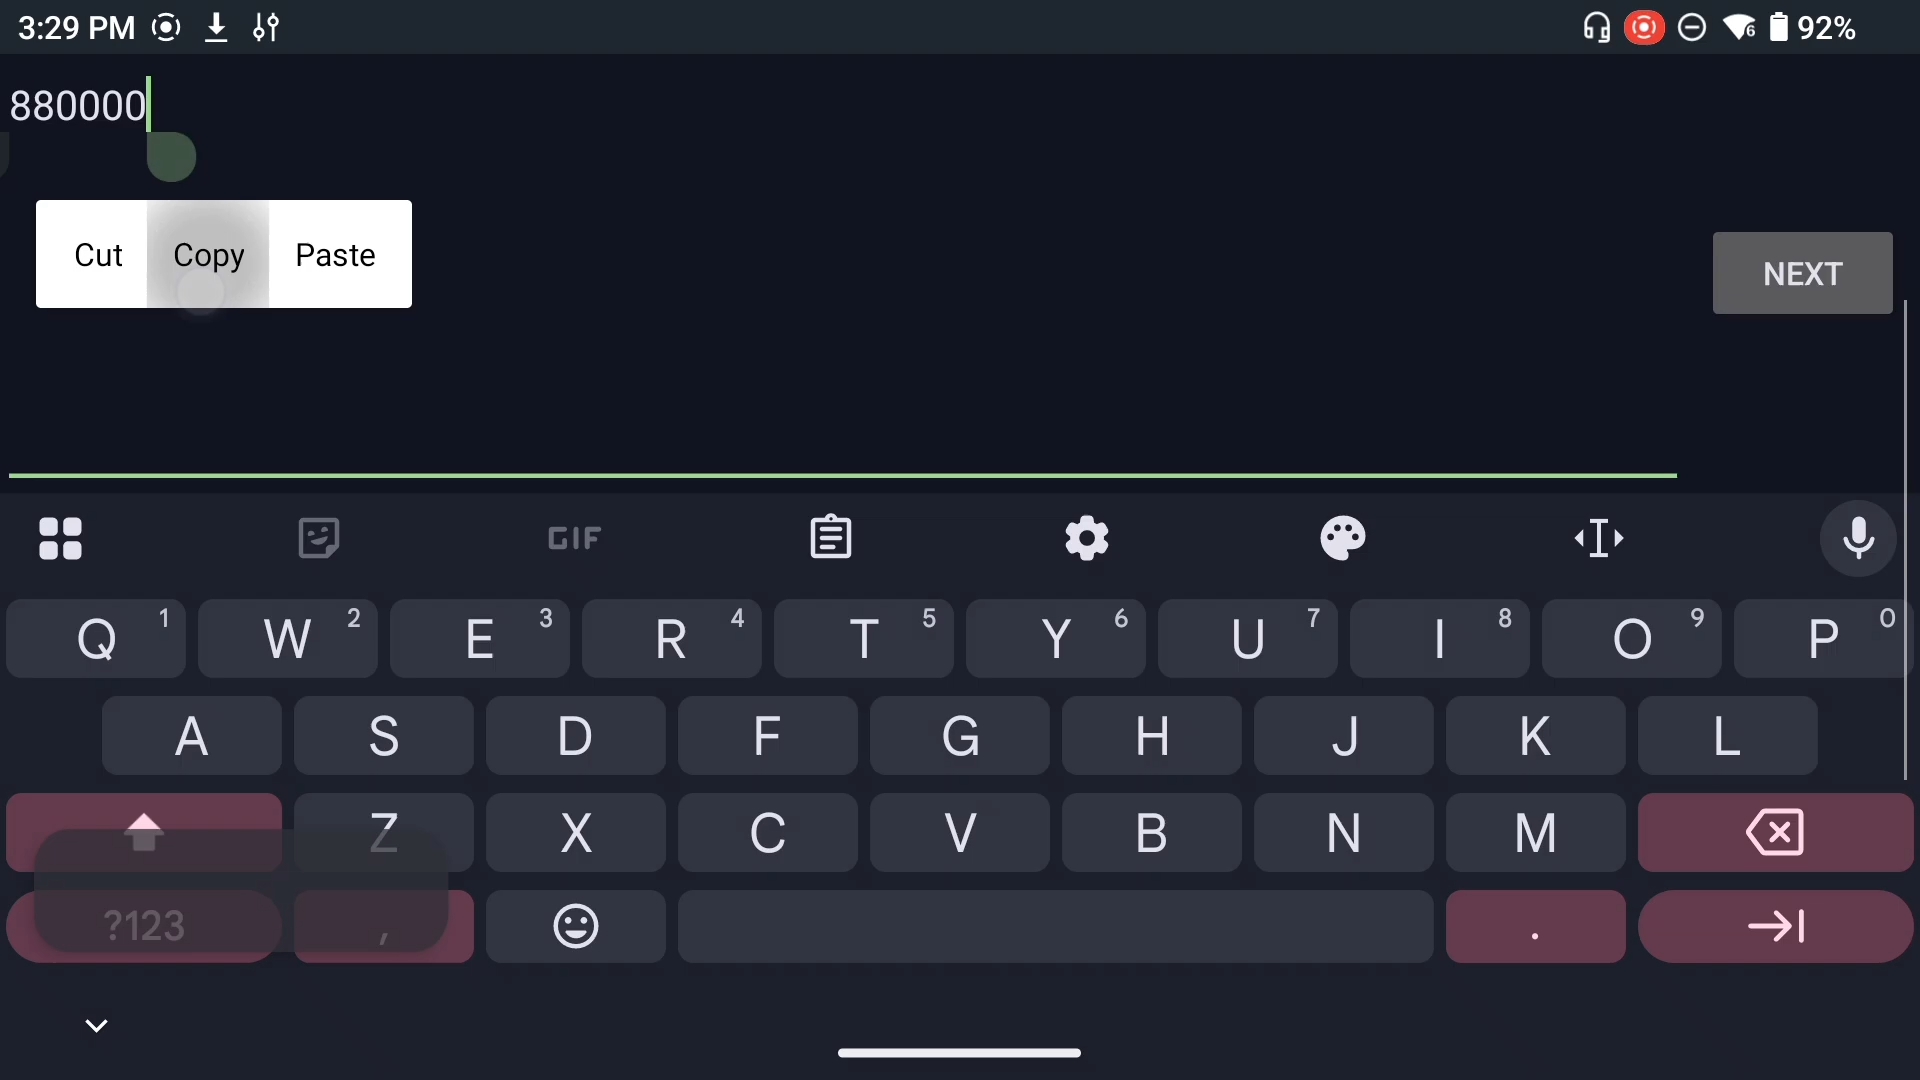 3:29 PM 6 92%
880000
Cut Copy Paste
NEXT
GIF
Q 1 W 2 E 3 R 4 T 5 Y 6 U 7 I 8 O 9 P 0
A S D F G H J K L
Z X C V B N M
?123 , .